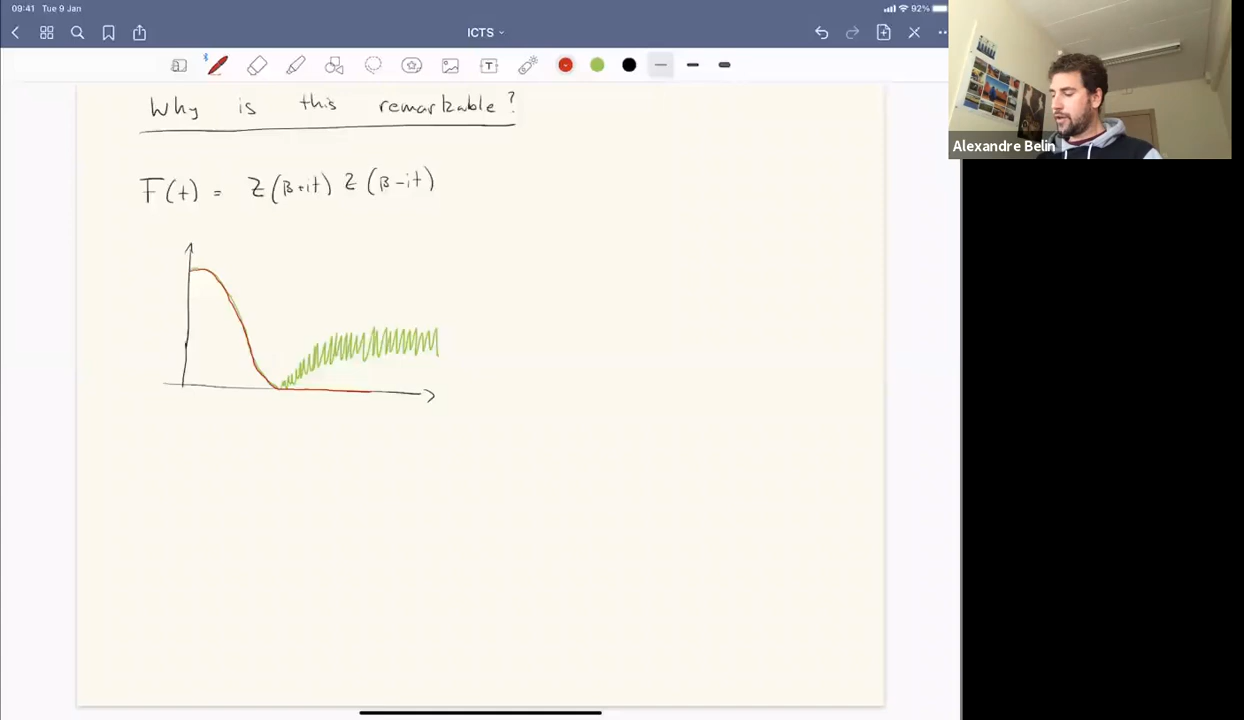 09:41 Tue 9 Jan
92%
ICTS
T
Why is this remarkable?
Alexandre Belin
F(t) = Z(β+it) Z(β-it)